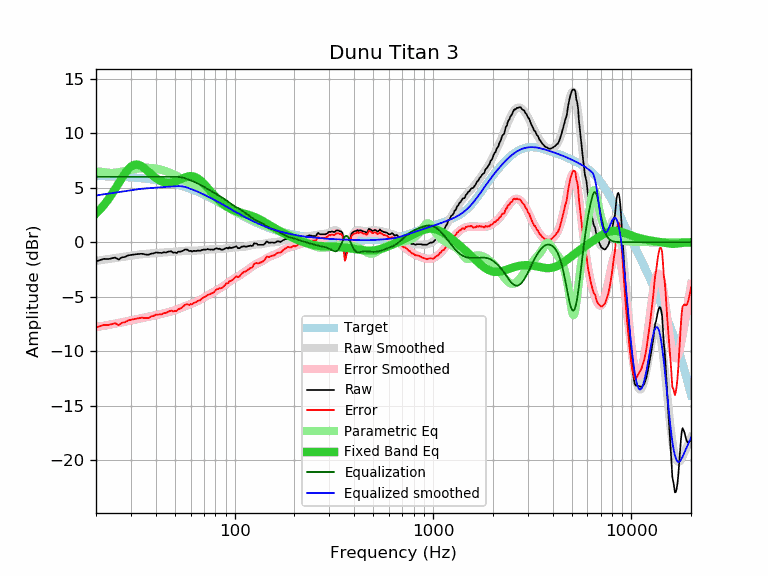 Dunu Titan 3
15
10
5
0
−5
−10
−15
−20
Amplitude (dBr)
Target
Raw Smoothed
Error Smoothed
Raw
Error
Parametric Eq
Fixed Band Eq
Equalization
Equalized smoothed
100
1000
10000
Frequency (Hz)